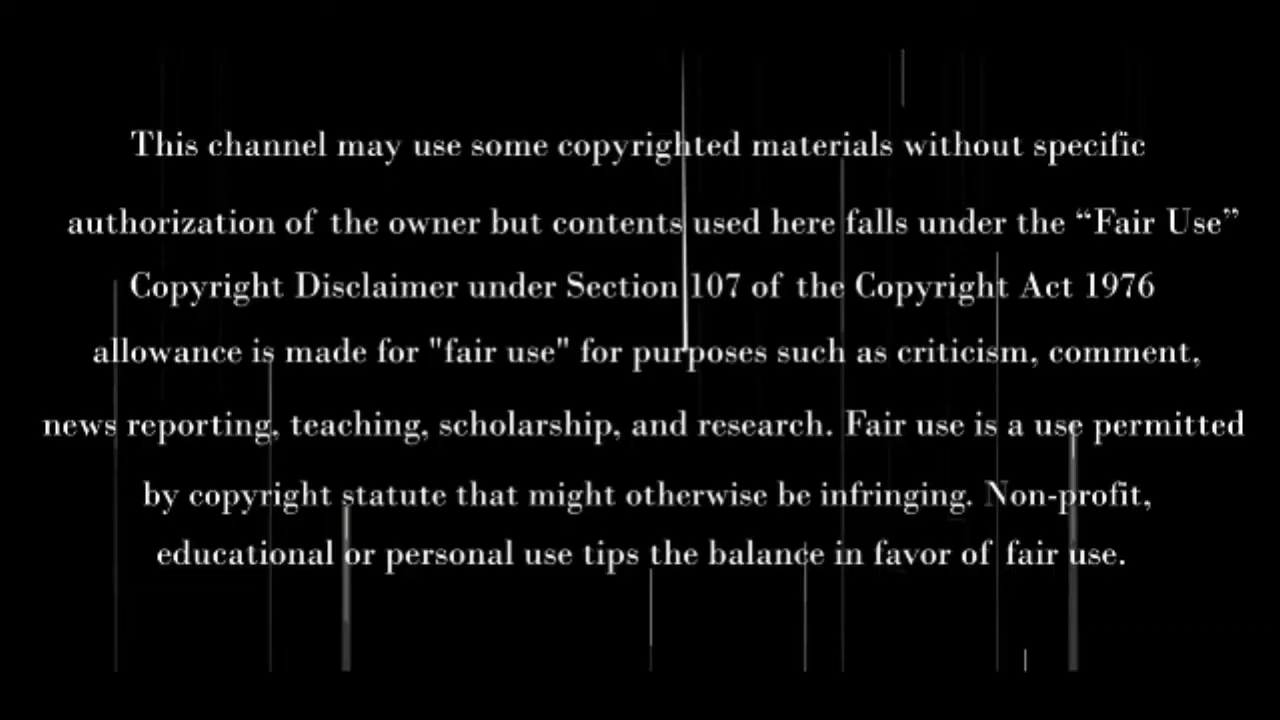 This channel may use some copyrighted materials without specific
authorization of the owner but contents used here falls under the “Fair Use”
Copyright Disclaimer under Section 107 of the Copyright Act 1976
allowance is made for "fair use" for purposes such as criticism, comment,
news reporting, teaching, scholarship, and research. Fair use is a use permitted
by copyright statute that might otherwise be infringing. Non-profit,
educational or personal use tips the balance in favor of fair use.